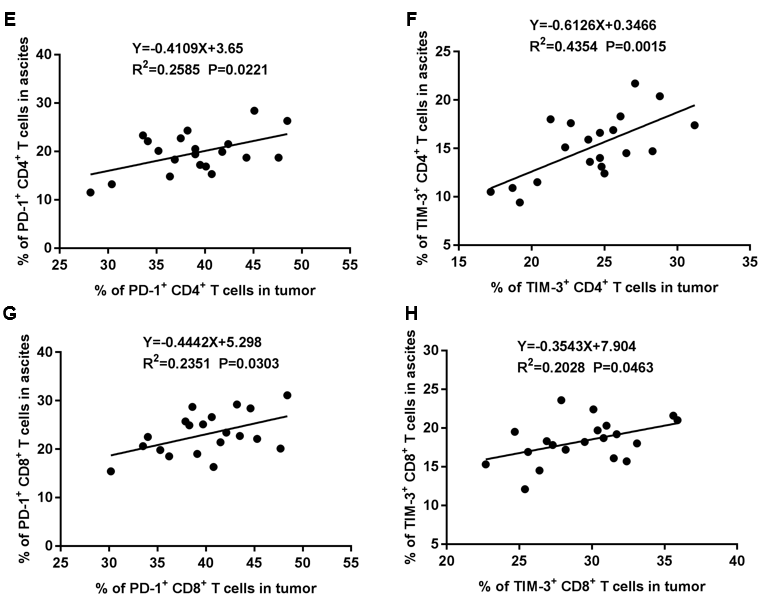 E
Y=-0.4109X+3.65
R²=0.2585 P=0.0221
% of PD-1⁺ CD4⁺ T cells in ascites
40
30
20
10
0
25 35 45 55
% of PD-1⁺ CD4⁺ T cells in tumor
F
Y=-0.6126X+0.3466
R²=0.4354 P=0.0015
% of TIM-3⁺ CD4⁺ T cells in ascites
25
20
15
10
5
15 20 25 30 35
% of TIM-3⁺ CD4⁺ T cells in tumor
G
Y=-0.4442X+5.298
R²=0.2351 P=0.0303
% of PD-1⁺ CD8⁺ T cells in ascites
40
30
20
10
0
25 30 35 40 45 50 55
% of PD-1⁺ CD8⁺ T cells in tumor
H
Y=-0.3543X+7.904
R²=0.2028 P=0.0463
% of TIM-3⁺ CD8⁺ T cells in ascites
30
25
20
15
10
5
20 25 30 35 40
% of TIM-3⁺ CD8⁺ T cells in tumor